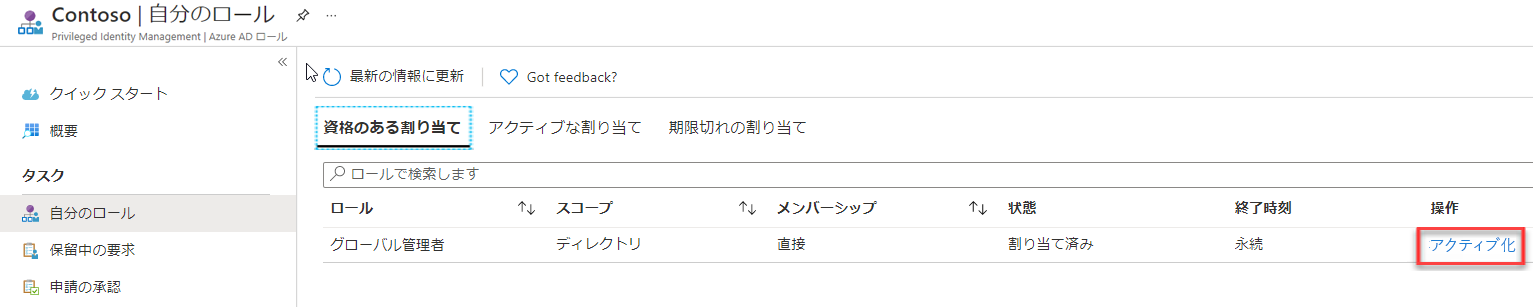 Contoso | 自分のロール
Privileged Identity Management | Azure AD ロール
クイック スタート
概要
タスク
自分のロール
保留中の要求
申請の承認
最新の情報に更新 Got feedback?
資格のある割り当て アクティブな割り当て 期限切れの割り当て
ロールで検索します
ロール スコープ メンバーシップ 状態 終了時刻 操作
グローバル管理者 ディレクトリ 直接 割り当て済み 永続 アクティブ化